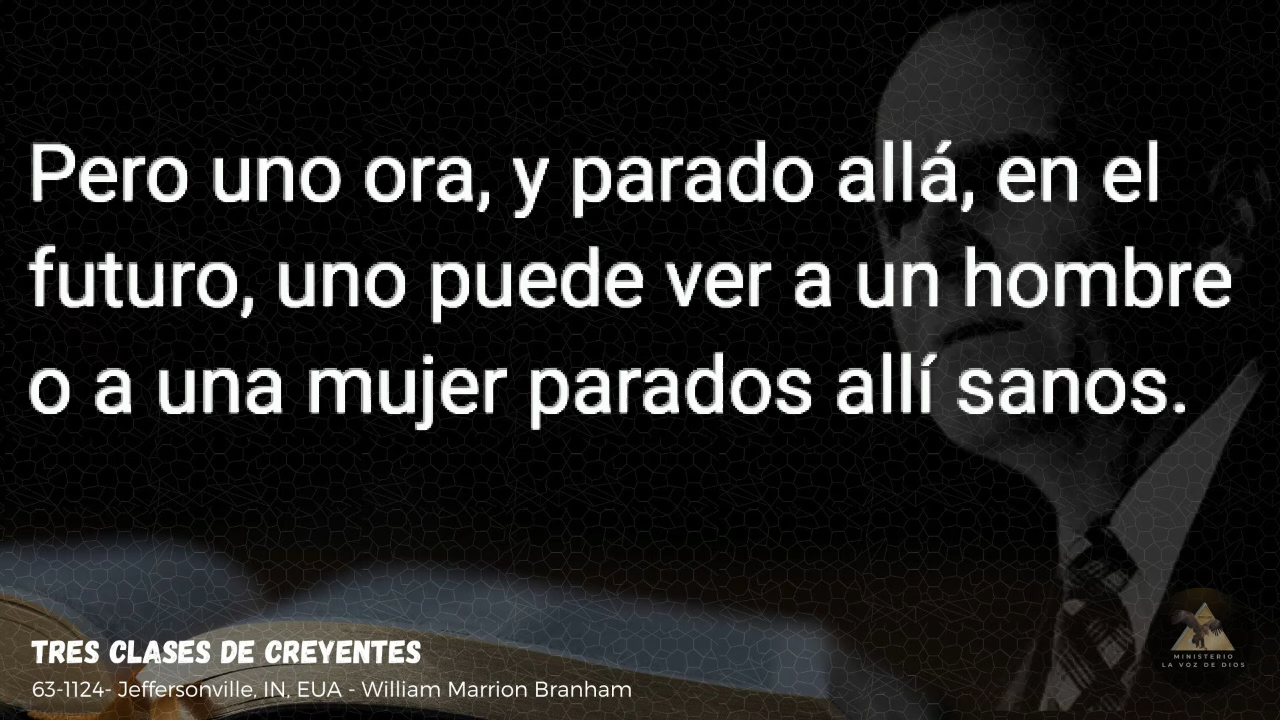 Pero uno ora, y parado allá, en el
futuro, uno puede ver a un hombre
o a una mujer parados allí sanos.
TRES CLASES DE CREYENTES
63-1124- Jeffersonville, IN, EUA - William Marrion Branham
MINISTERIO
LA VOZ DE DIOS